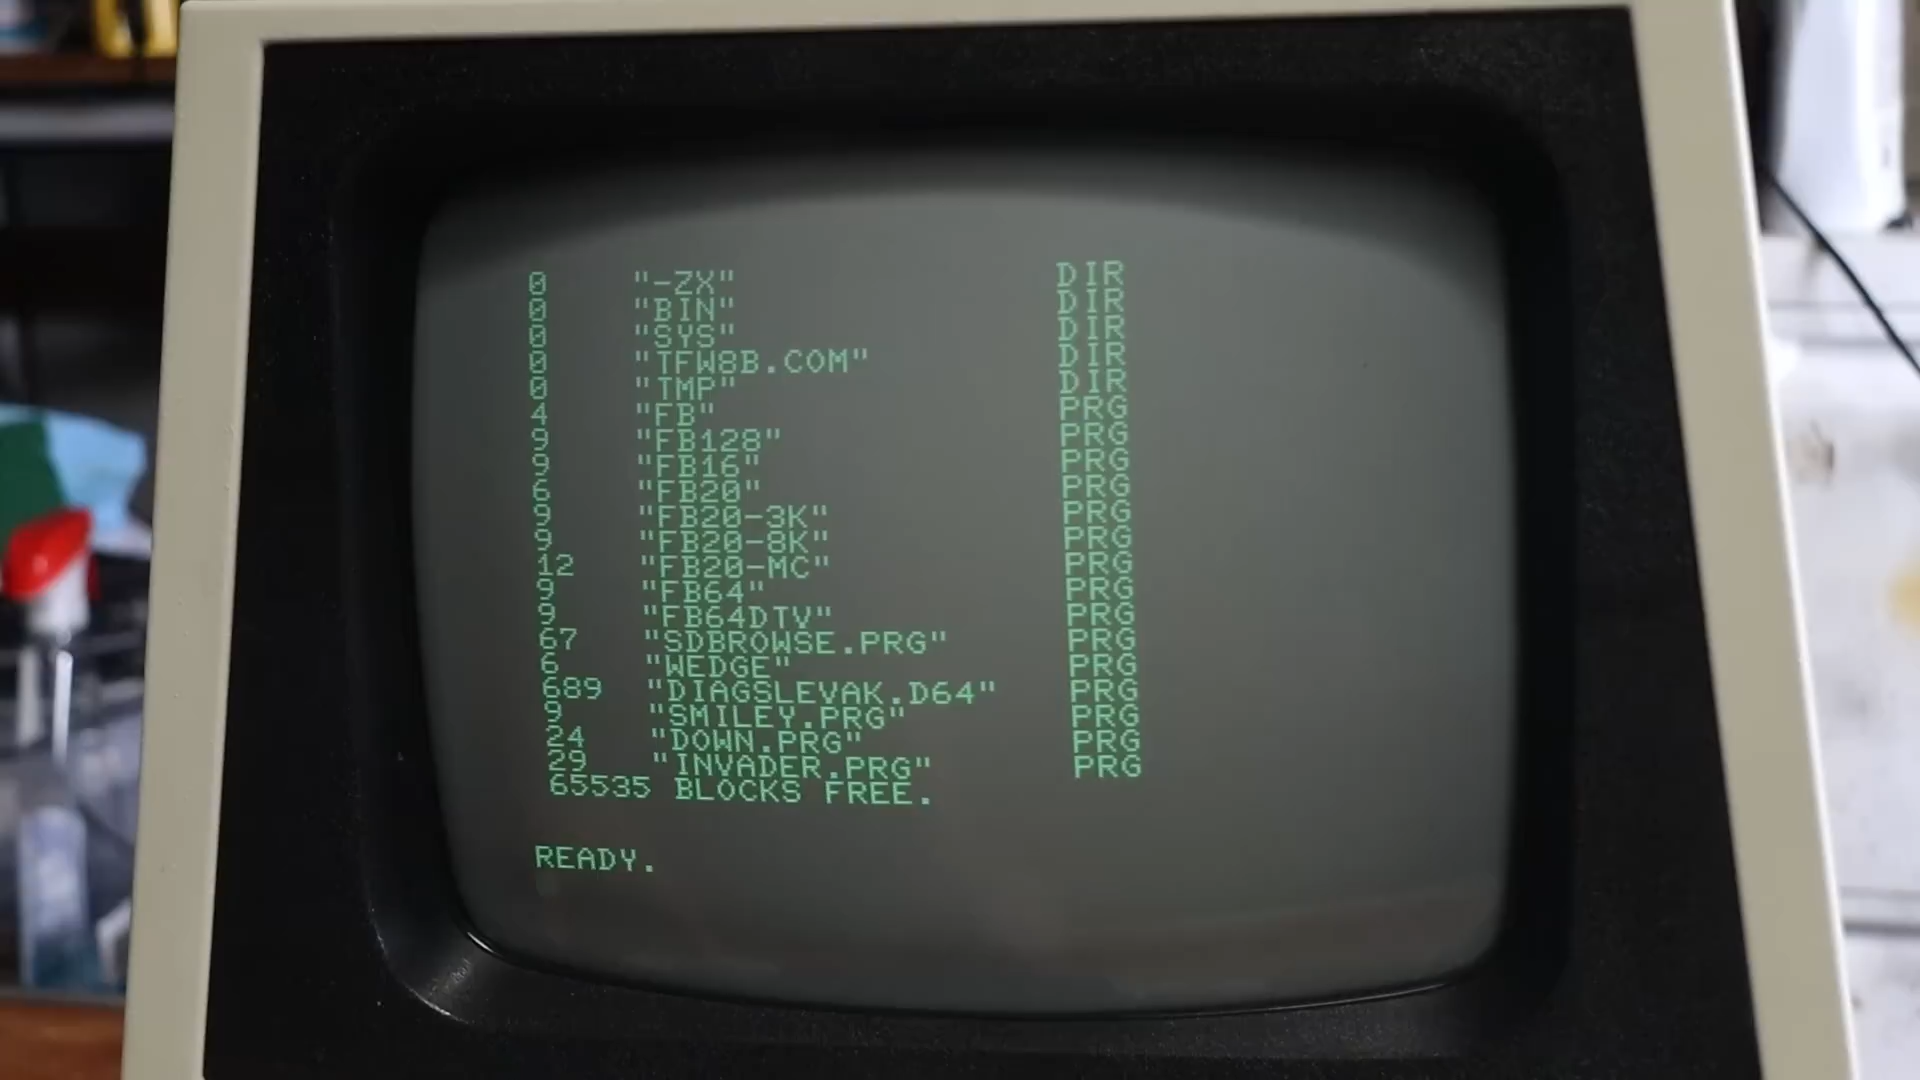 0 "-ZX" DIR
0 "BIN" DIR
0 "SYS" DIR
0 "TFW8B.COM" DIR
0 "TMP" DIR
4 "FB" PRG
9 "FB128" PRG
9 "FB16" PRG
6 "FB20" PRG
9 "FB20-3K" PRG
9 "FB20-8K" PRG
12 "FB20-MC" PRG
9 "FB64" PRG
9 "FB64DTV" PRG
67 "SDBROWSE.PRG" PRG
6 "WEDGE" PRG
689 "DIAGSLEVAK.D64" PRG
9 "SMILEY.PRG" PRG
24 "DOWN.PRG" PRG
29 "INVADER.PRG" PRG
65535 BLOCKS FREE.
READY.